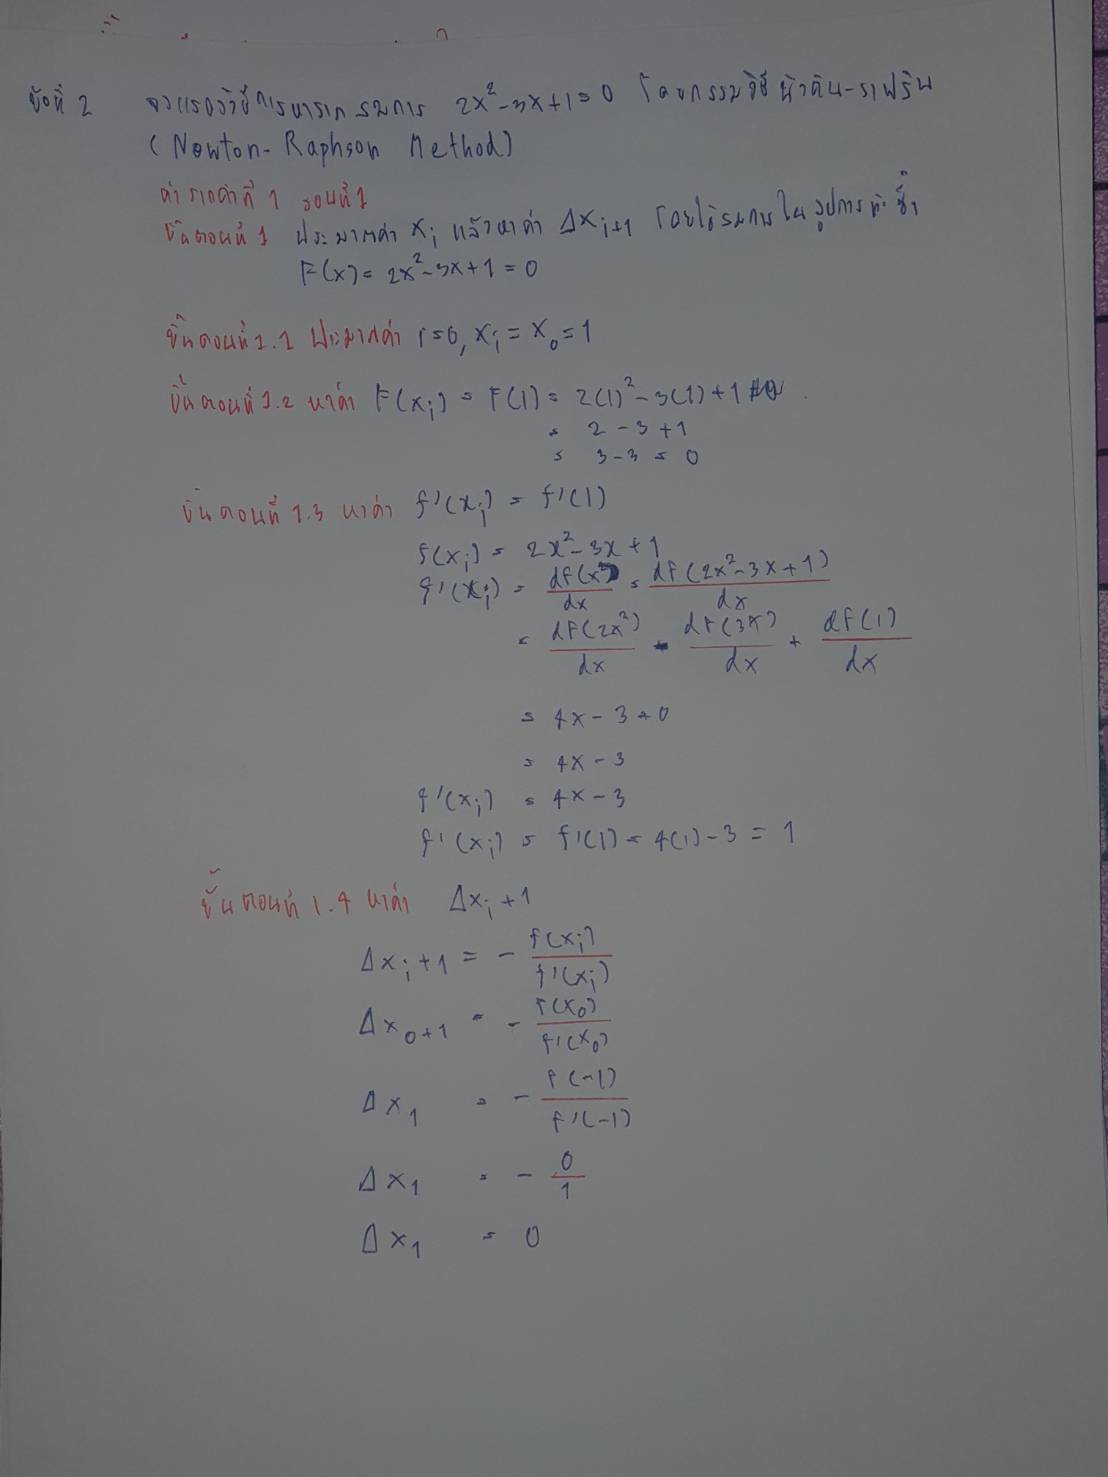 ข้อที่ 2 จงแสดงวิธีการหาราก สมการ 2x² - 3x + 1 = 0 โดยกรรมวิธี นิวตัน-ราฟสัน
(Newton-Raphson Method)
ค่ารากค่าที่ 1 รอบที่ 1
ขั้นตอนที่ 1 ประมาณค่า xᵢ แล้วหาค่า Δxᵢ₊₁ โดยใช้สมการ ในรูปการทำซ้ำ
F(x) = 2x² - 3x + 1 = 0
ขั้นตอนที่ 1.1 ประมาณค่า i = 0, xᵢ = x₀ = 1
ขั้นตอนที่ 1.2 หาค่า F(xᵢ) = F(1) = 2(1)² - 3(1) + 1
= 2 - 3 + 1
= 3 - 3 = 0
ขั้นตอนที่ 1.3 หาค่า f'(xᵢ) = f'(1)
f(xᵢ) = 2x² - 3x + 1
f'(xᵢ) = df(x)/dx = df(2x² - 3x + 1)/dx
= df(2x²)/dx - df(3x)/dx + df(1)/dx
= 4x - 3 + 0
= 4x - 3
f'(xᵢ) = 4x - 3
f'(xᵢ) = f'(1) = 4(1) - 3 = 1
ขั้นตอนที่ 1.4 หาค่า Δxᵢ + 1
Δxᵢ + 1 = - f(xᵢ)/f'(xᵢ)
Δx₀₊₁ = - f(x₀)/f'(x₀)
Δx₁ = - f(-1)/f'(-1)
Δx₁ = - 0/1
Δx₁ = 0